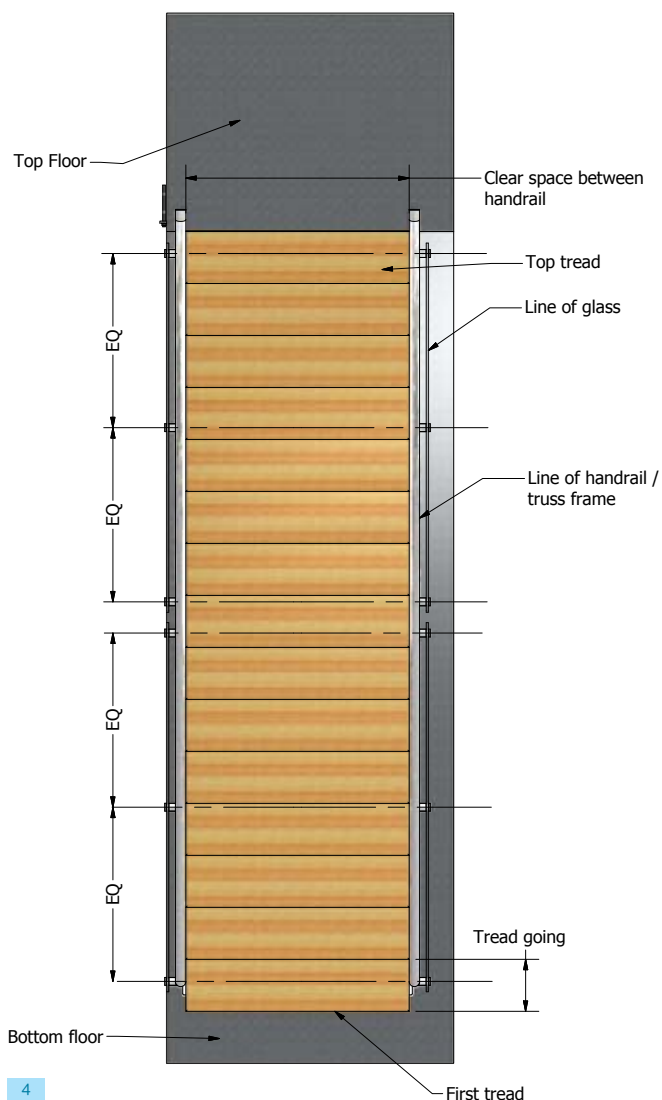 Top Floor
Clear space between
handrail
Top tread
Line of glass
EQ
EQ
Line of handrail /
truss frame
EQ
EQ
Tread going
Bottom floor
First tread
4